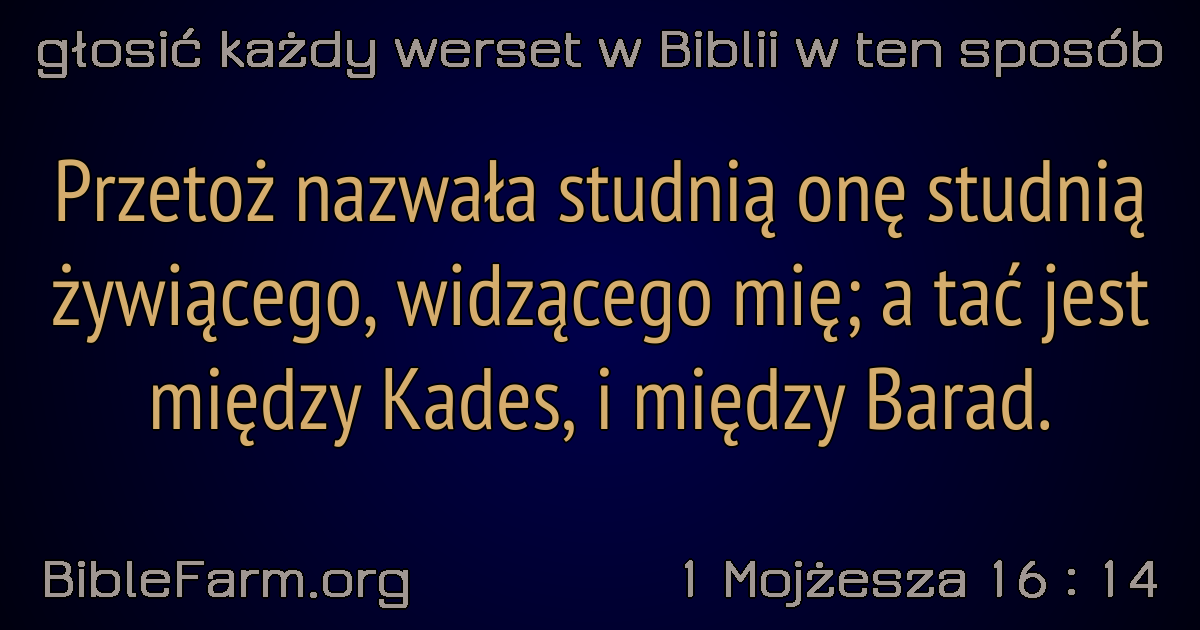 głosić każdy werset w Biblii w ten sposób
Przetoż nazwała studnią onę studnią
żywiącego, widzącego mię; a tać jest
między Kades, i między Barad.
BibleFarm.org
1 Mojżesza 16 : 14